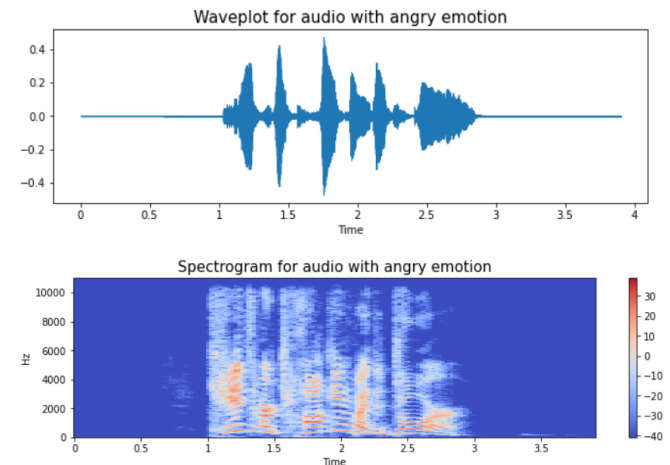 Waveplot for audio with angry emotion
0.4
0.2
0.0
−0.2
−0.4
0 0.5 1 1.5 2 2.5 3 3.5 4
Time
Spectrogram for audio with angry emotion
Hz
10000
8000
6000
4000
2000
0
0 0.5 1 1.5 2 2.5 3 3.5
Time
30
20
10
0
−10
−20
−30
−40